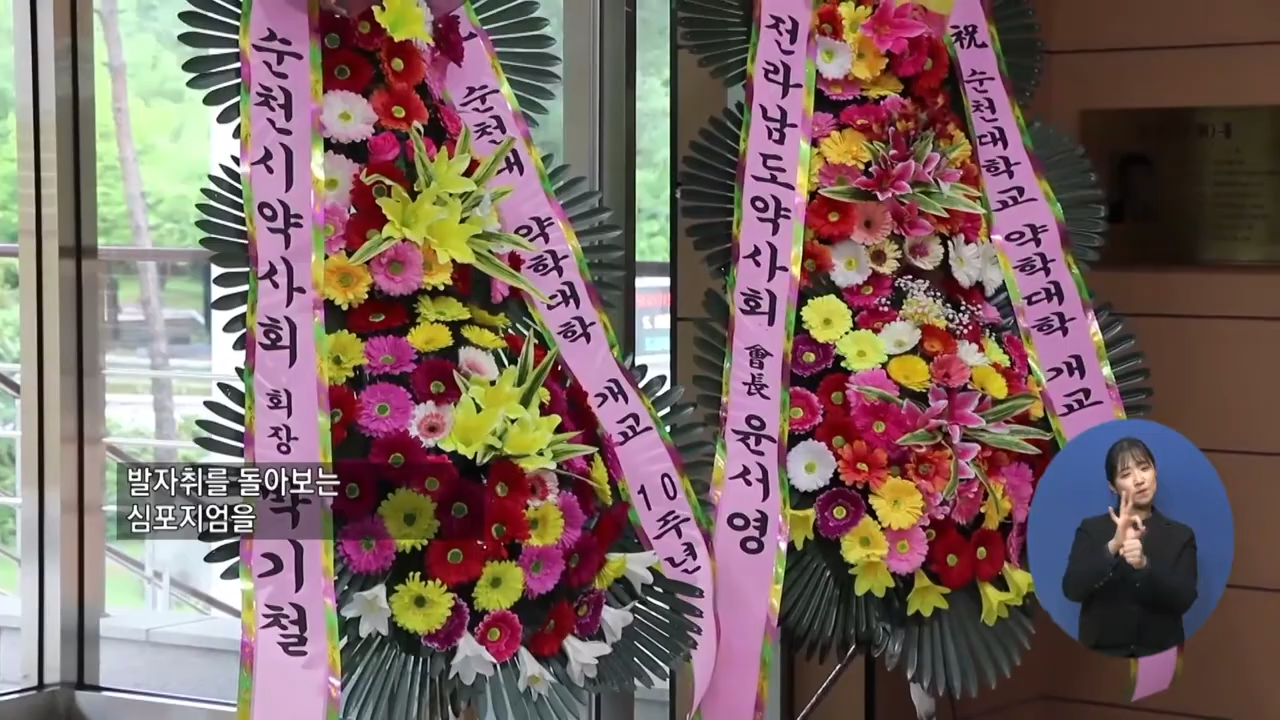 순천시약사회 회장
기철
순천대 약학대학 개교 10주년
전라남도약사회 會長 윤서영
祝 순천대학교 약학대학 개교
발자취를 돌아보는
심포지엄을